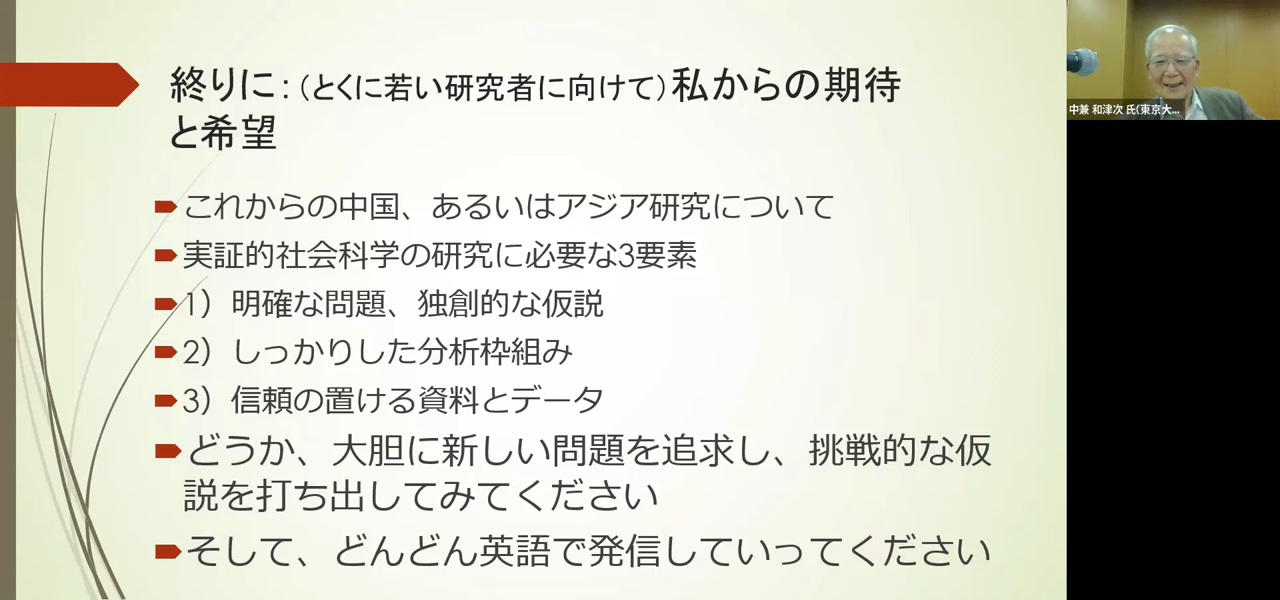 終りに：（とくに若い研究者に向けて）私からの期待
と希望
これからの中国、あるいはアジア研究について
実証的社会科学の研究に必要な3要素
1）明確な問題、独創的な仮説
2）しっかりした分析枠組み
3）信頼の置ける資料とデータ
どうか、大胆に新しい問題を追求し、挑戦的な仮
説を打ち出してみてください
そして、どんどん英語で発信していってください
中兼 和津次 氏(東京大...